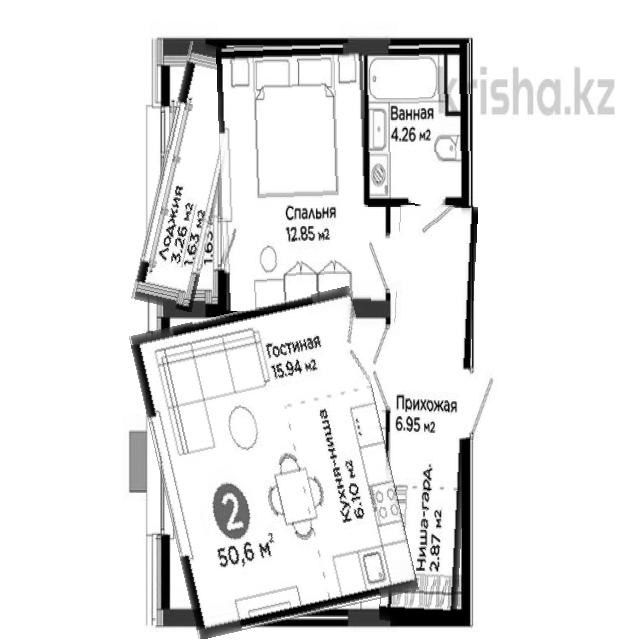 krisha.kz
Ванная
4.26 м2
Спальня
12.85 м2
Лоджия
3.26 м2
1.63 м2
1.63
Гостиная
15.94 м2
Прихожая
6.95 м2
Кухня-ниша
6.10 м2
Ниша-гард.
2.87 м2
2
50,6 м²